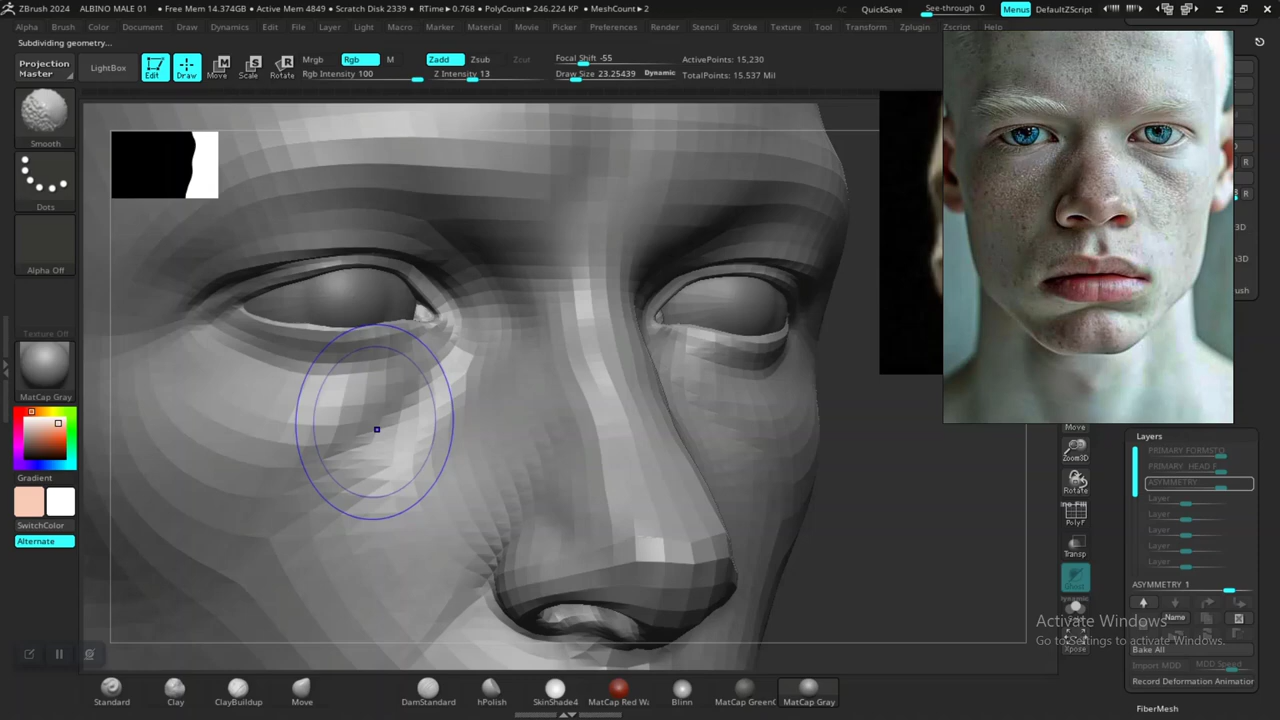 ZBrush 2024 ALBINO MALE 01 • Free Mem 14.374GB • Active Mem 4849 • Scratch Disk 2339 • RTime▸0.768 • PolyCount▸246.224 KP • MeshCount▸2 AC QuickSave See-through 0 Menus DefaultZScript
Alpha Brush Color Document Draw Dynamics Edit File Layer Light Macro Marker Material Movie Picker Preferences Render Stencil Stroke Texture Tool Transform Zplugin Zscript Help
Subdividing geometry...
Projection
Master
LightBox
Edit
Draw
Move
Scale
Rotate
Mrgb Rgb M
Rgb Intensity 100
Zadd Zsub Zcut
Z Intensity 13
Focal Shift -55
Draw Size 23.25439 Dynamic
ActivePoints: 15,230
TotalPoints: 15.537 Mil
Smooth
Dots
Alpha Off
Texture Off
MatCap Gray
Gradient
SwitchColor
Alternate
R
R
3D
n3D
Brush
Move
Zoom3D
Rotate
PolyF
Transp
Ghost
Dynamic
Xpose
Layers
PRIMARY FORMSTO
PRIMARY HEAD F
ASYMMETRY
Layer
Layer
Layer
Layer
Layer
ASYMMETRY 1
Name
Bake All
Import MDD MDD Speed
Record Deformation Animation
FiberMesh
Activate Windows
Go to Settings to activate Windows.
Standard Clay ClayBuildup Move DamStandard hPolish SkinShade4 MatCap Red Wa Blinn MatCap GreenC MatCap Gray